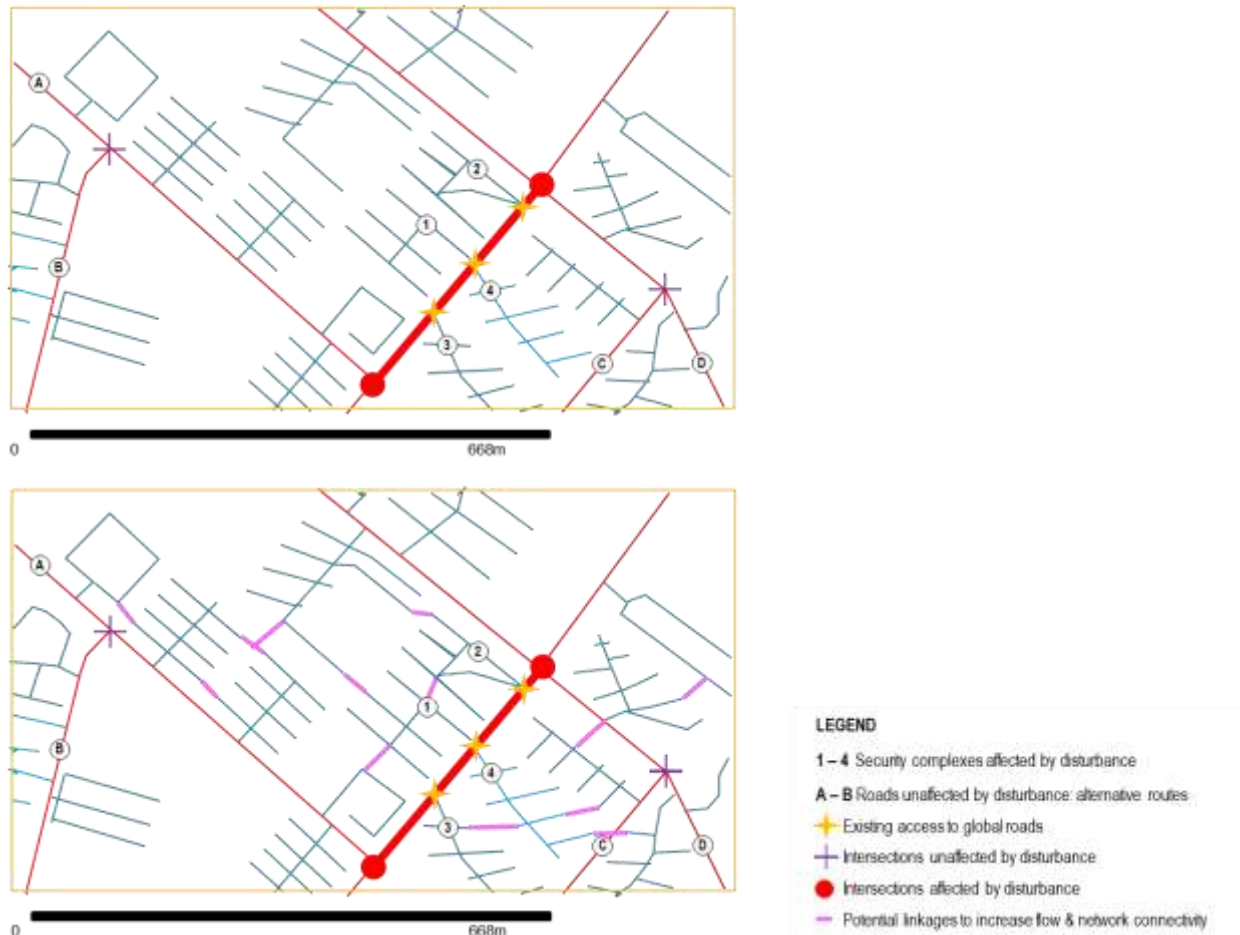 A
2
1
B
4
3
C
D
0
668m
A
2
1
B
4
3
C
D
0
668m
LEGEND
1 – 4 Security complexes affected by disturbance
A – B Roads unaffected by disturbance: alternative routes
Existing access to global roads
Intersections unaffected by disturbance
Intersections affected by disturbance
Potential linkages to increase flow & network connectivity